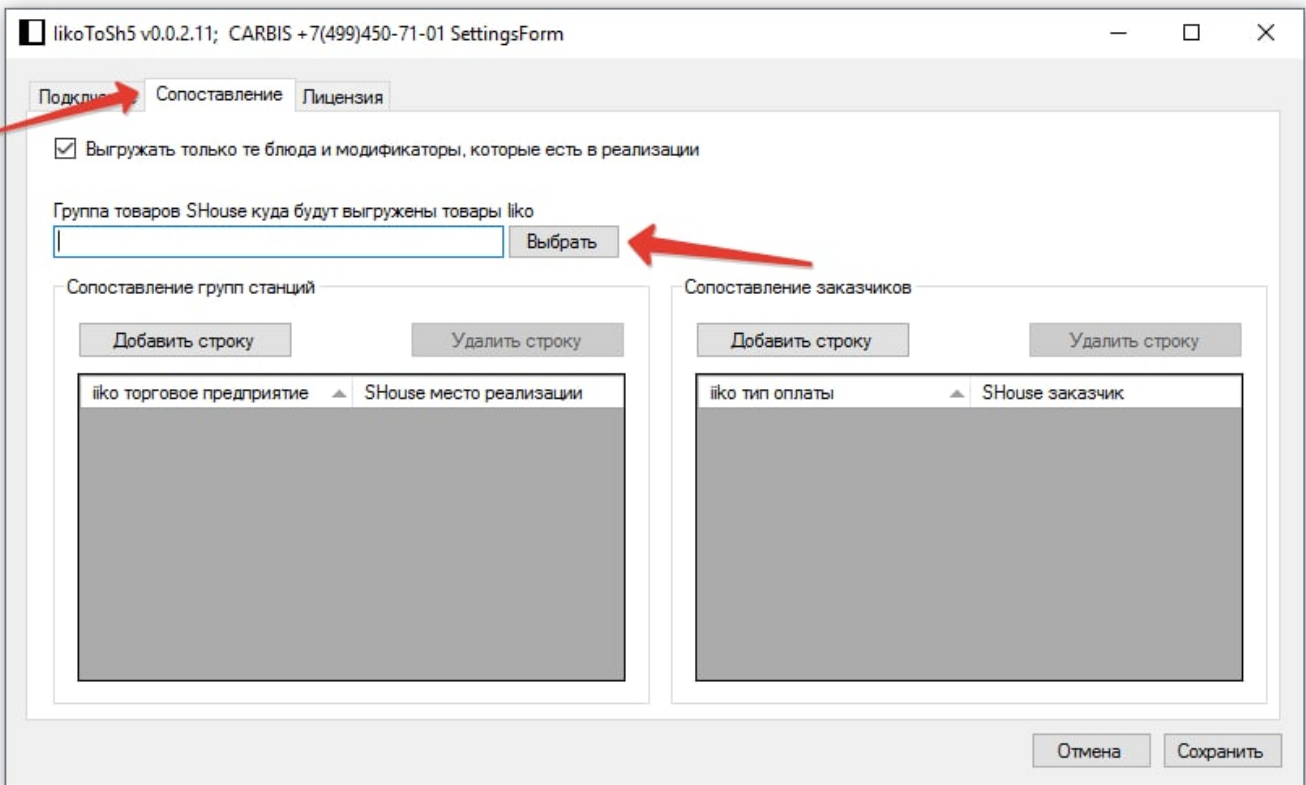 IikoToSh5 v0.0.2.11; CARBIS +7(499)450-71-01 SettingsForm
Сопоставление Лицензия
Выгружать только те блюда и модификаторы, которые есть в реализации
Группа товаров SHouse куда будут выгружены товары Iiko
Выбрать
Сопоставление групп станций Сопоставление заказчиков
Добавить строку Удалить строку Добавить строку Удалить строку
iiko торговое предприятие SHouse место реализации iiko тип оплаты SHouse заказчик
Отмена Сохранить